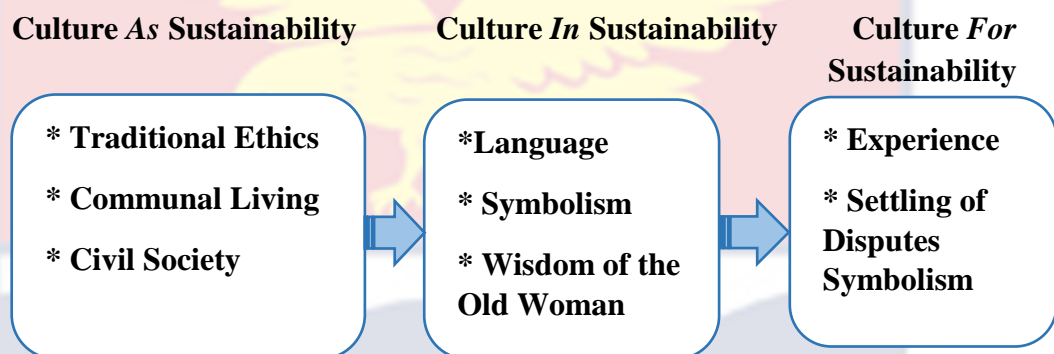 Culture As Sustainability
Culture In Sustainability
Culture For
Sustainability
* Traditional Ethics
* Communal Living
* Civil Society
*Language
* Symbolism
* Wisdom of the
Old Woman
* Experience
* Settling of
Disputes
Symbolism